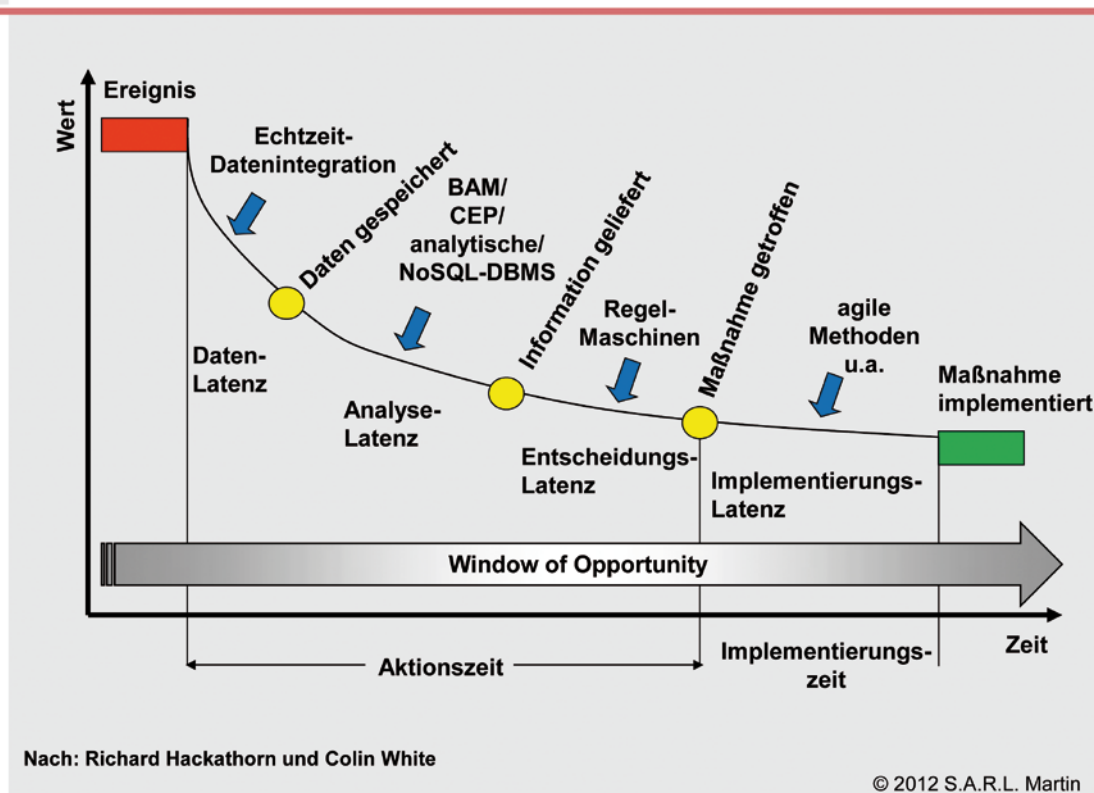 Ereignis
Wert
Echtzeit-
Datenintegration
Daten gespeichert
BAM/
CEP/
analytische/
NoSQL-DBMS
Information geliefert
Regel-
Maschinen
Maßnahme getroffen
agile
Methoden
u.a.
Maßnahme
implementiert
Daten-
Latenz
Analyse-
Latenz
Entscheidungs-
Latenz
Implementierungs-
Latenz
Window of Opportunity
Zeit
Aktionszeit
Implementierungs-
zeit
Nach: Richard Hackathorn und Colin White
© 2012 S.A.R.L. Martin